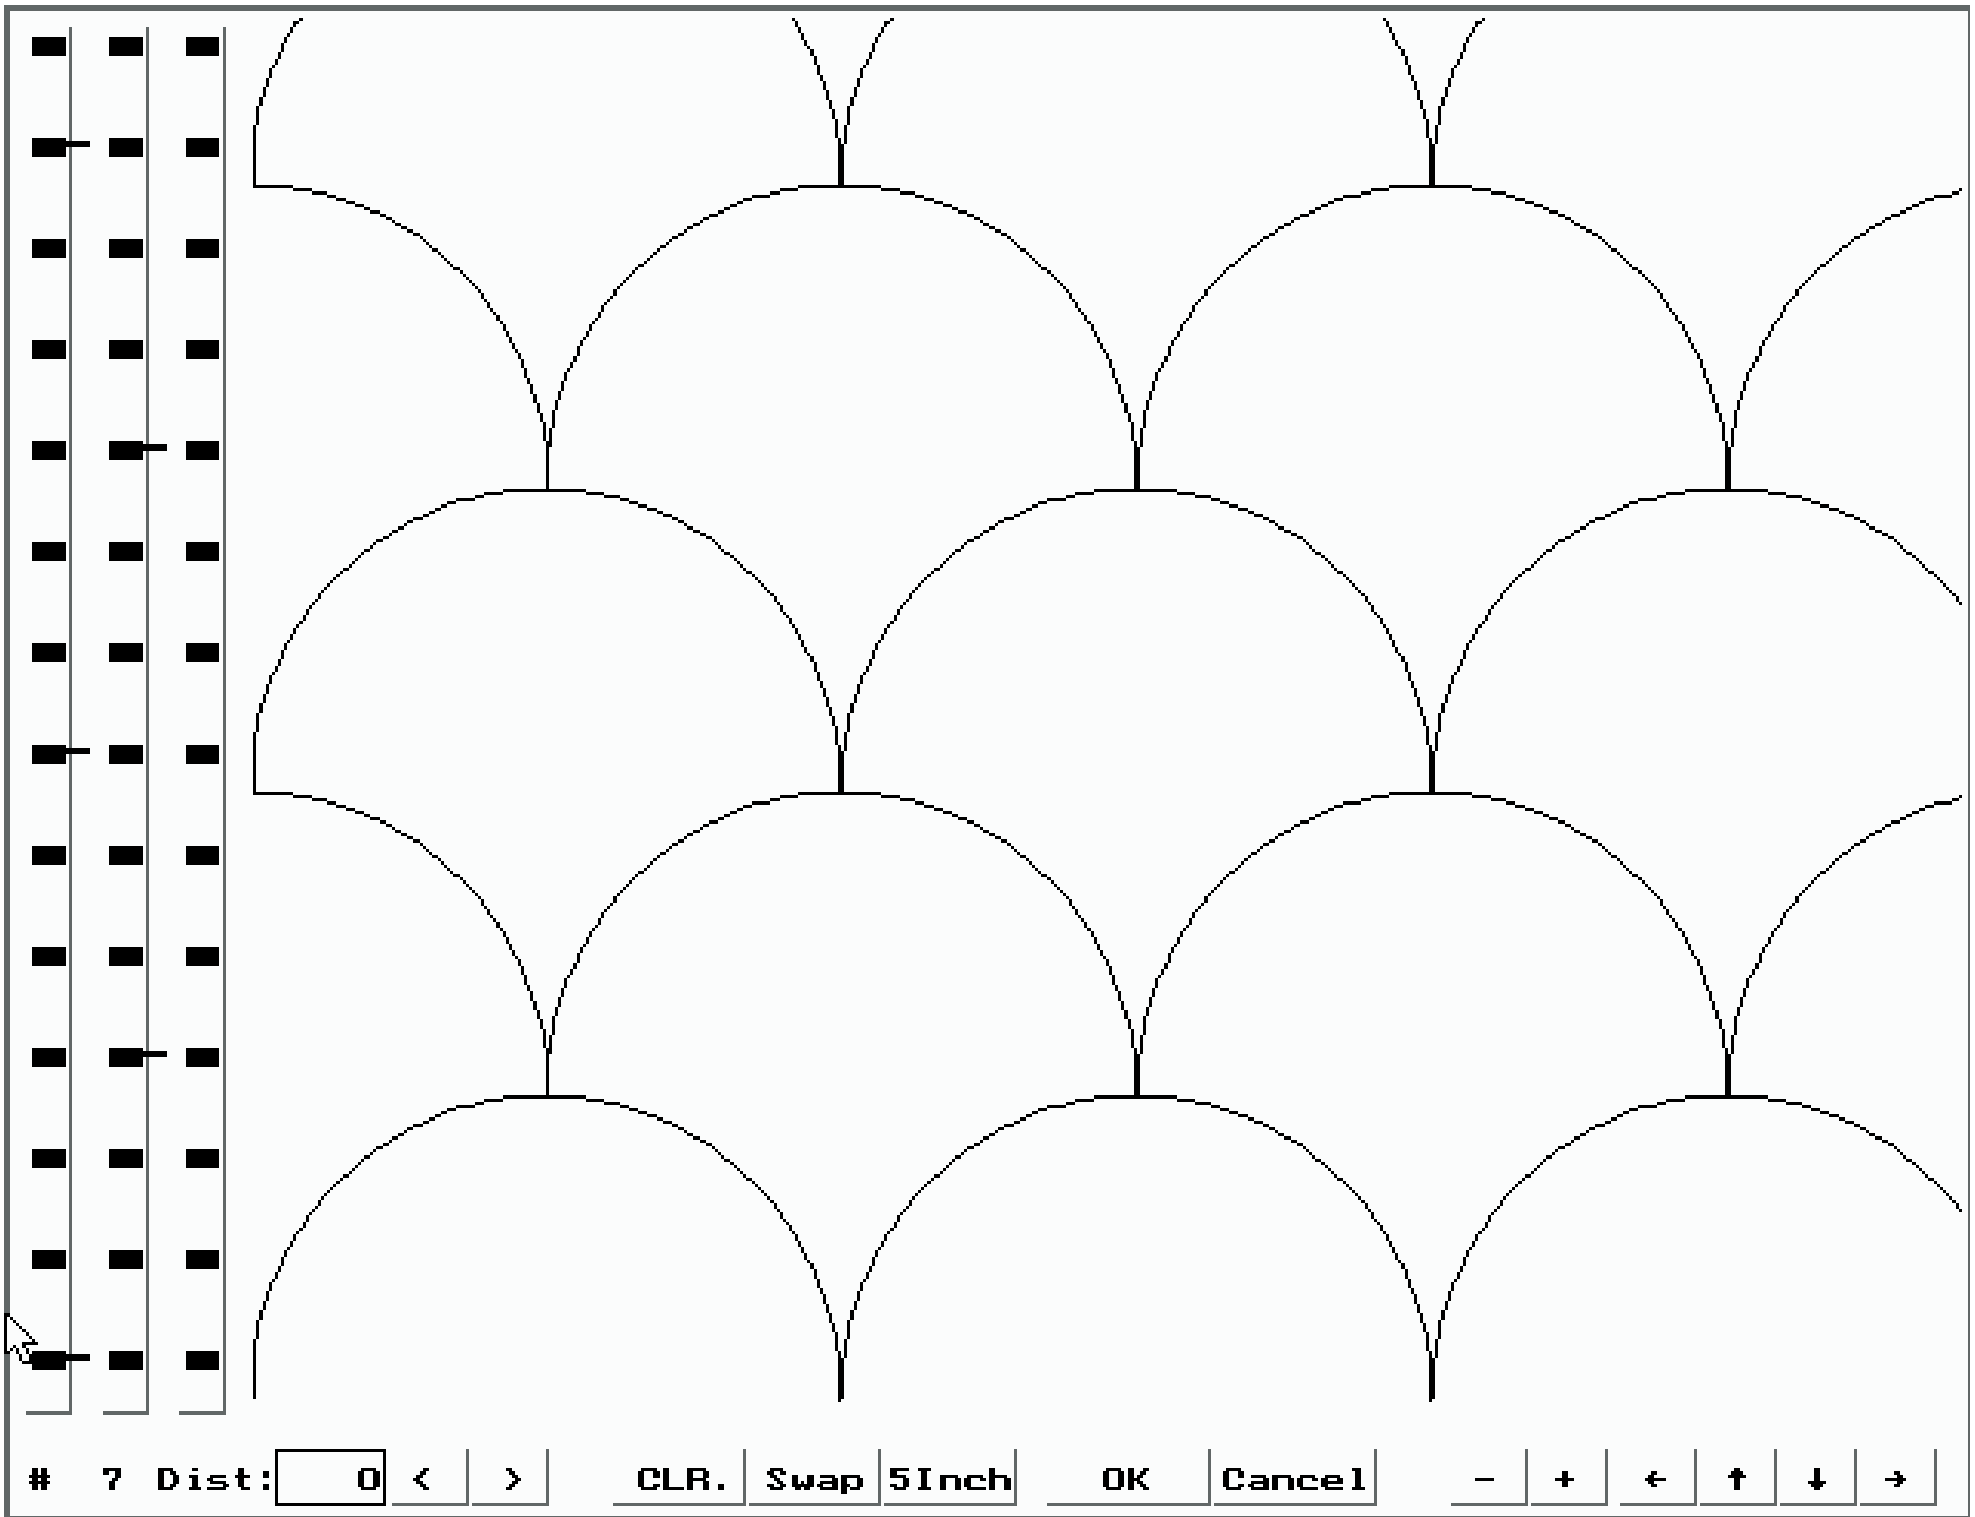 # 7 Dist: 0 < > CLR. Swap 5Inch OK Cancel - + ← ↑ ↓ →